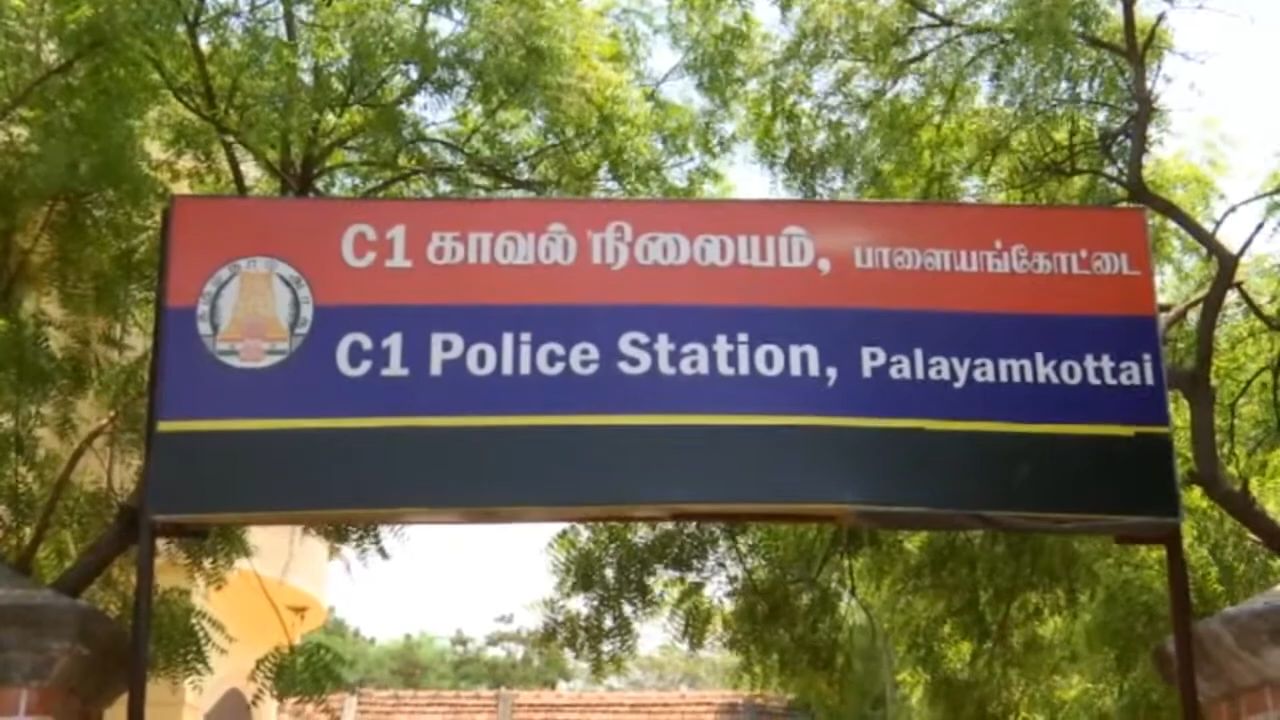 C1 காவல் நிலையம், பாளையங்கோட்டை
C1 Police Station, Palayamkottai